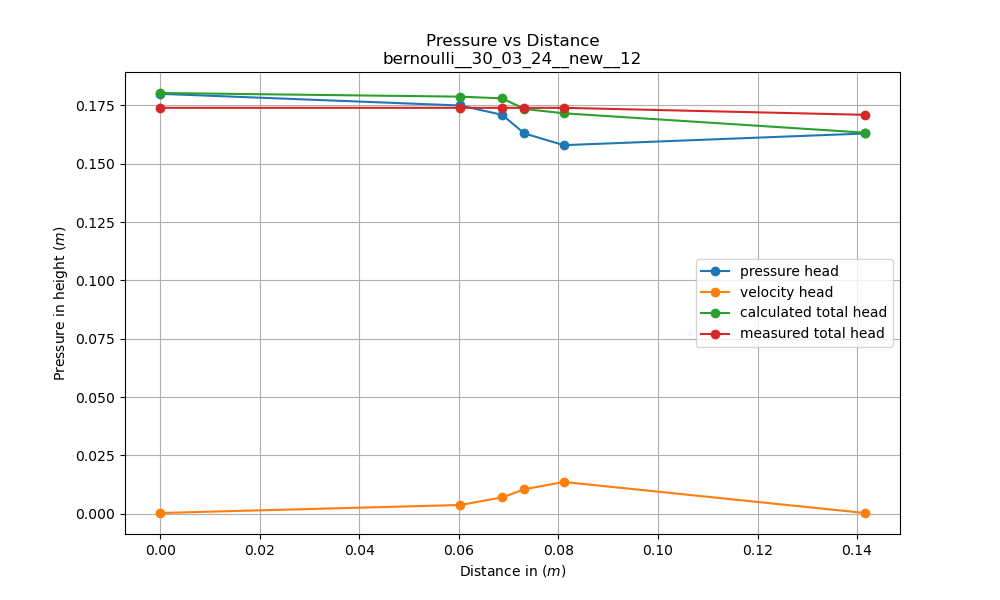 Pressure vs Distance
bernoulli__30_03_24__new__12
Pressure in height (m)
0.175
0.150
0.125
0.100
0.075
0.050
0.025
0.000
pressure head
velocity head
calculated total head
measured total head
0.00 0.02 0.04 0.06 0.08 0.10 0.12 0.14
Distance in (m)